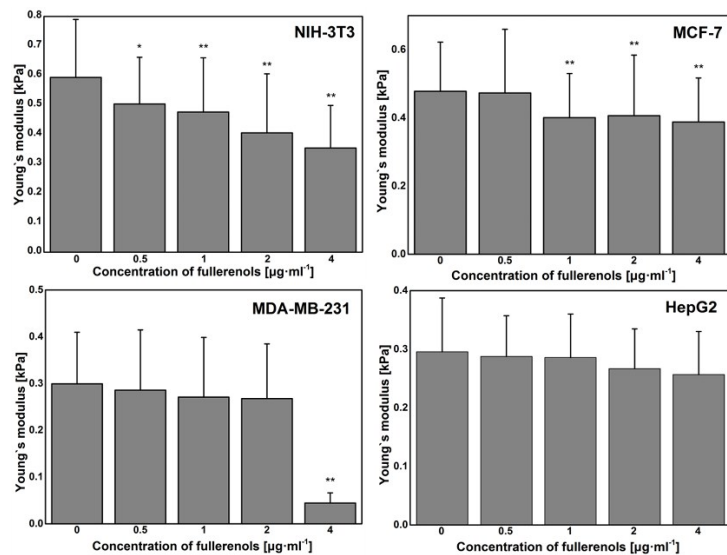 NIH-3T3
Young`s modulus [kPa]
0.8
0.7
0.6
0.5
0.4
0.3
0.2
0.1
0.0
* ** ** **
0 0.5 1 2 4
Concentration of fullerenols [µg·ml⁻¹]
MCF-7
Young`s modulus [kPa]
0.6
0.4
0.2
0.0
** ** **
0 0.5 1 2 4
Concentration of fullerenols [µg·ml⁻¹]
MDA-MB-231
Young`s modulus [kPa]
0.5
0.4
0.3
0.2
0.1
0.0
**
0 0.5 1 2 4
Concentration of fullerenols [µg·ml⁻¹]
HepG2
Young`s modulus [kPa]
0.4
0.3
0.2
0.1
0.0
0 0.5 1 2 4
Concentration of fullerenols [µg·ml⁻¹]